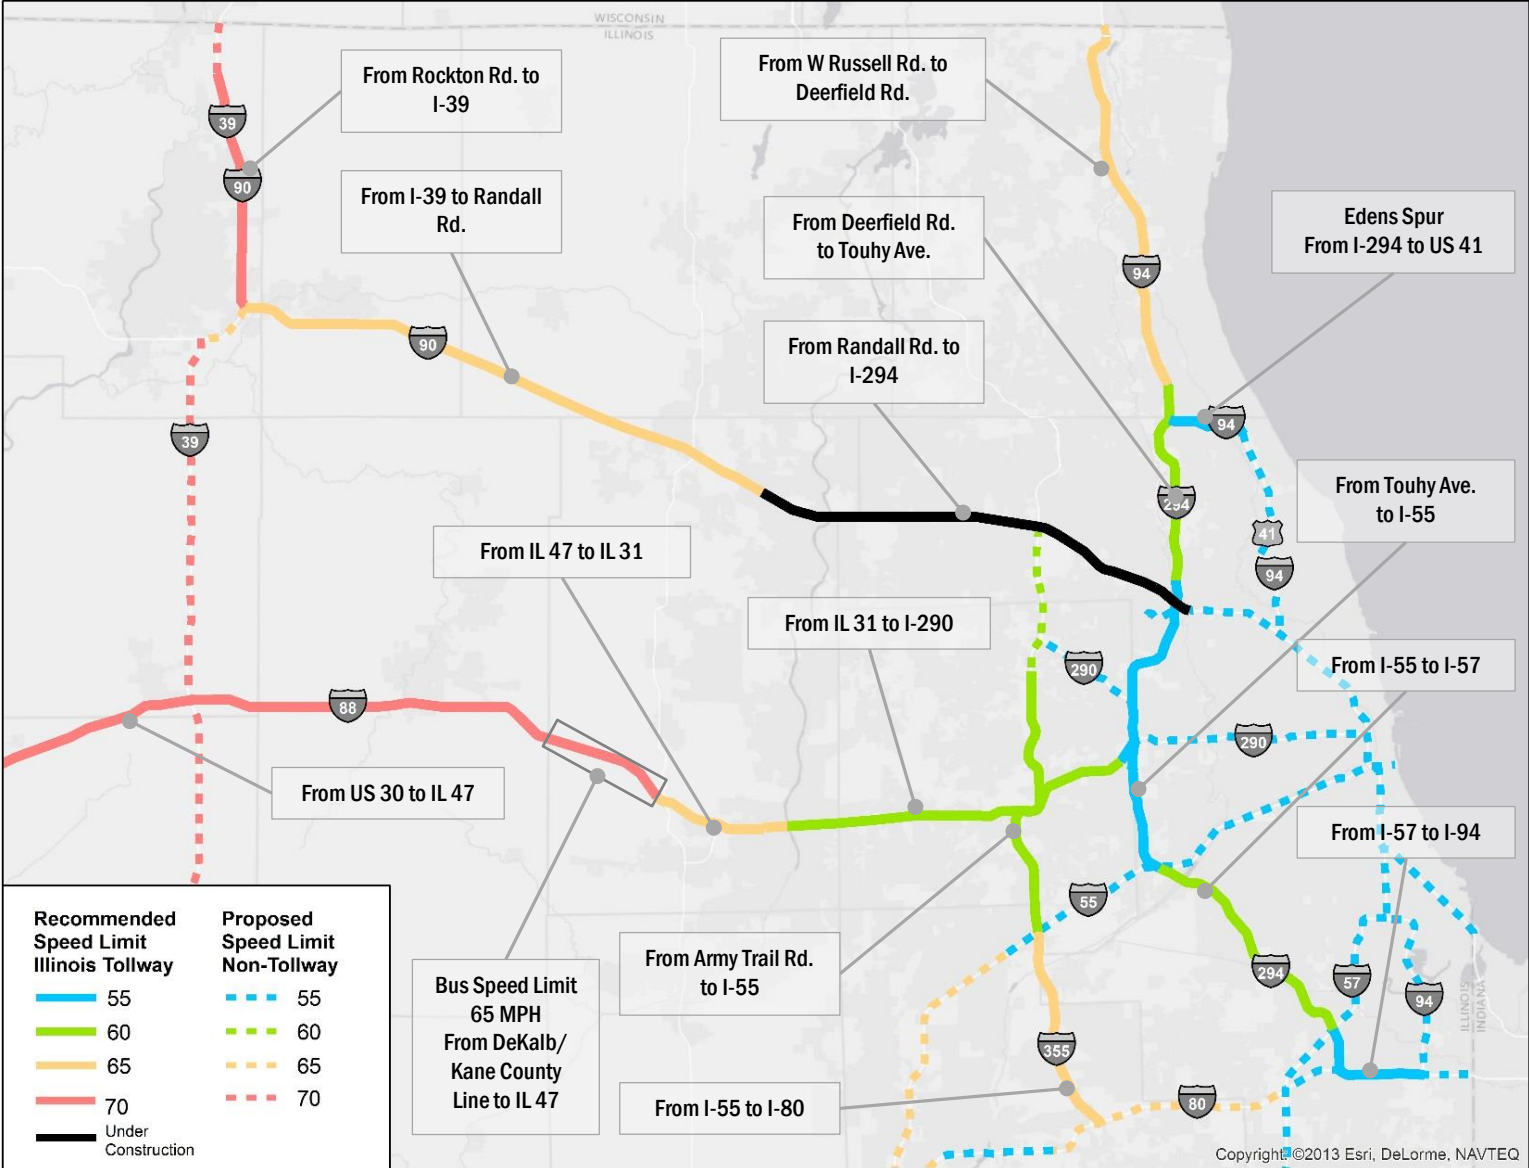 WISCONSIN
ILLINOIS
From Rockton Rd. to
I-39
From W Russell Rd. to
Deerfield Rd.
39
90
From I-39 to Randall
Rd.
From Deerfield Rd.
to Touhy Ave.
Edens Spur
From I-294 to US 41
94
90
From Randall Rd. to
I-294
39
94
From Touhy Ave.
to I-55
294
41
94
From IL 47 to IL 31
From IL 31 to I-290
290
From I-55 to I-57
88
290
From US 30 to IL 47
From I-57 to I-94
55
From Army Trail Rd.
to I-55
294
57
94
ILLINOIS
INDIANA
Bus Speed Limit
65 MPH
From DeKalb/
Kane County
Line to IL 47
355
From I-55 to I-80
80
Recommended
Speed Limit
Illinois Tollway
55
60
65
70
Under
Construction
Proposed
Speed Limit
Non-Tollway
55
60
65
70
Copyright: ©2013 Esri, DeLorme, NAVTEQ